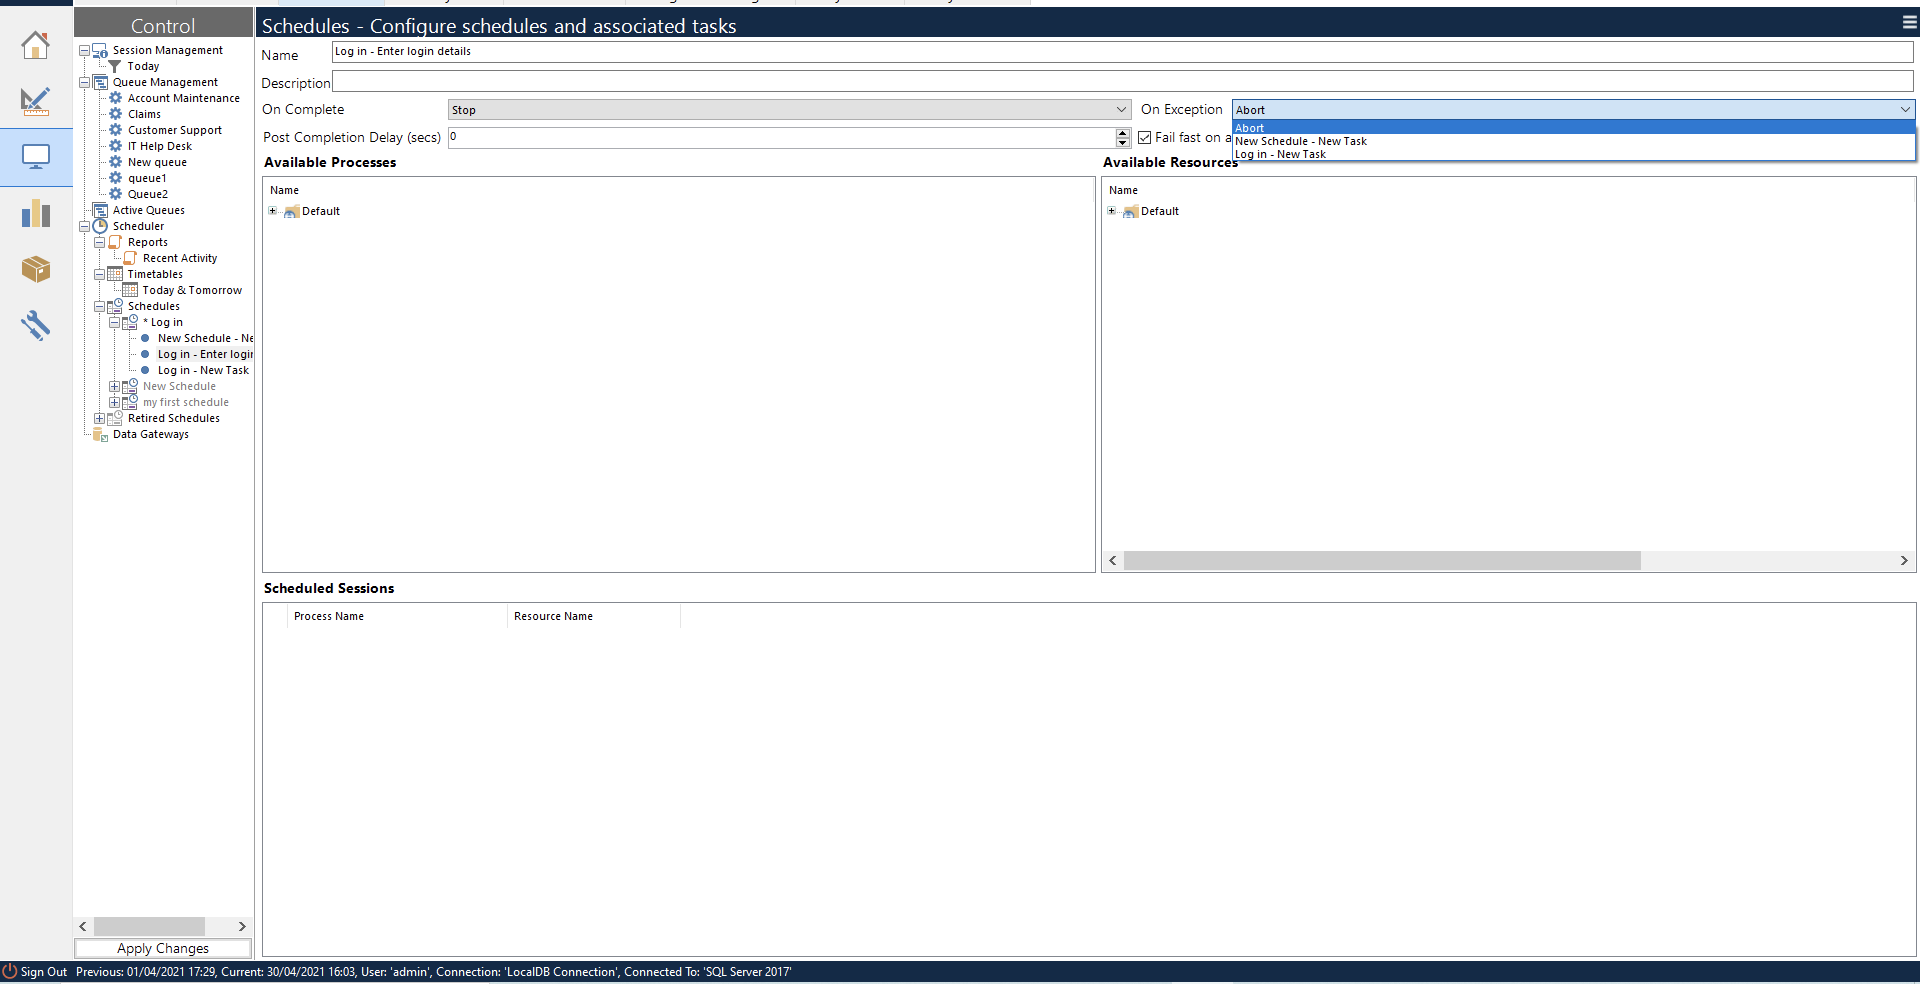 Control
Session Management
Today
Queue Management
Account Maintenance
Claims
Customer Support
IT Help Desk
New queue
queue1
Queue2
Active Queues
Scheduler
Reports
Recent Activity
Timetables
Today & Tomorrow
Schedules
* Log in
New Schedule - Ne
Log in - Enter login
Log in - New Task
New Schedule
my first schedule
Retired Schedules
Data Gateways
Apply Changes
Schedules - Configure schedules and associated tasks
Name Log in - Enter login details
Description
On Complete Stop On Exception Abort
Abort
New Schedule - New Task
Log in - New Task
Post Completion Delay (secs) 0 Fail fast on a
Available Processes
Name
Default
Available Resources
Name
Default
Scheduled Sessions
Process Name Resource Name
Sign Out Previous: 01/04/2021 17:29, Current: 30/04/2021 16:03, User: 'admin', Connection: 'LocalDB Connection', Connected To: 'SQL Server 2017'